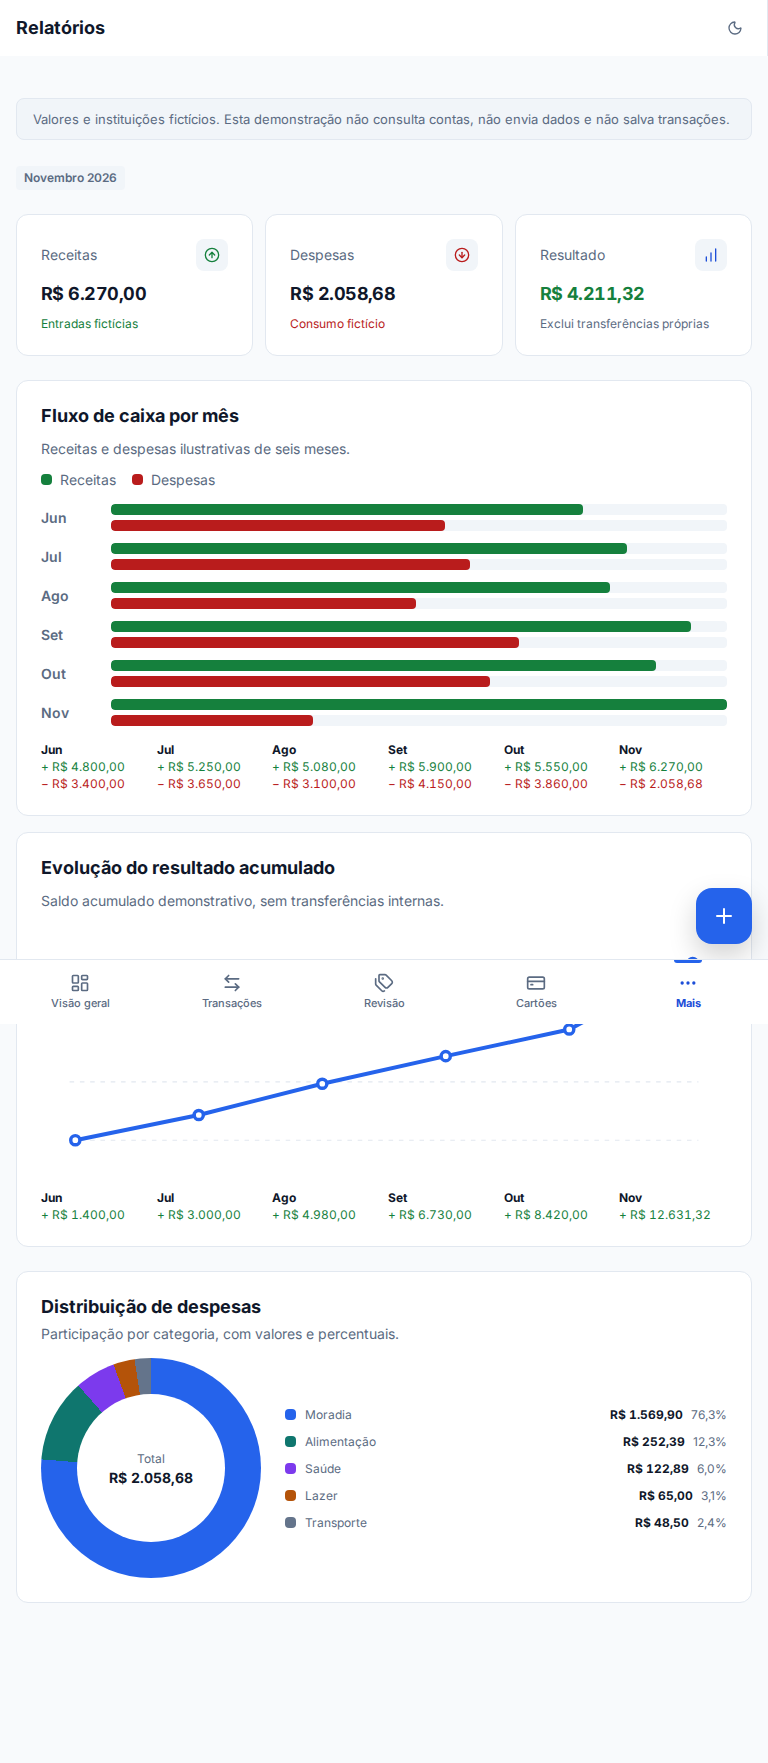 Relatórios
Valores e instituições fictícios. Esta demonstração não consulta contas, não envia dados e não salva transações.
Novembro 2026
Receitas
R$ 6.270,00
Entradas fictícias
Despesas
R$ 2.058,68
Consumo fictício
Resultado
R$ 4.211,32
Exclui transferências próprias
Fluxo de caixa por mês
Receitas e despesas ilustrativas de seis meses.
Receitas Despesas
Jun
Jul
Ago
Set
Out
Nov
Jun Jul Ago Set Out Nov
+ R$ 4.800,00 + R$ 5.250,00 + R$ 5.080,00 + R$ 5.900,00 + R$ 5.550,00 + R$ 6.270,00
− R$ 3.400,00 − R$ 3.650,00 − R$ 3.100,00 − R$ 4.150,00 − R$ 3.860,00 − R$ 2.058,68
Evolução do resultado acumulado
Saldo acumulado demonstrativo, sem transferências internas.
Visão geral Transações Revisão Cartões Mais
Jun Jul Ago Set Out Nov
+ R$ 1.400,00 + R$ 3.000,00 + R$ 4.980,00 + R$ 6.730,00 + R$ 8.420,00 + R$ 12.631,32
Distribuição de despesas
Participação por categoria, com valores e percentuais.
Total
R$ 2.058,68
Moradia R$ 1.569,90 76,3%
Alimentação R$ 252,39 12,3%
Saúde R$ 122,89 6,0%
Lazer R$ 65,00 3,1%
Transporte R$ 48,50 2,4%